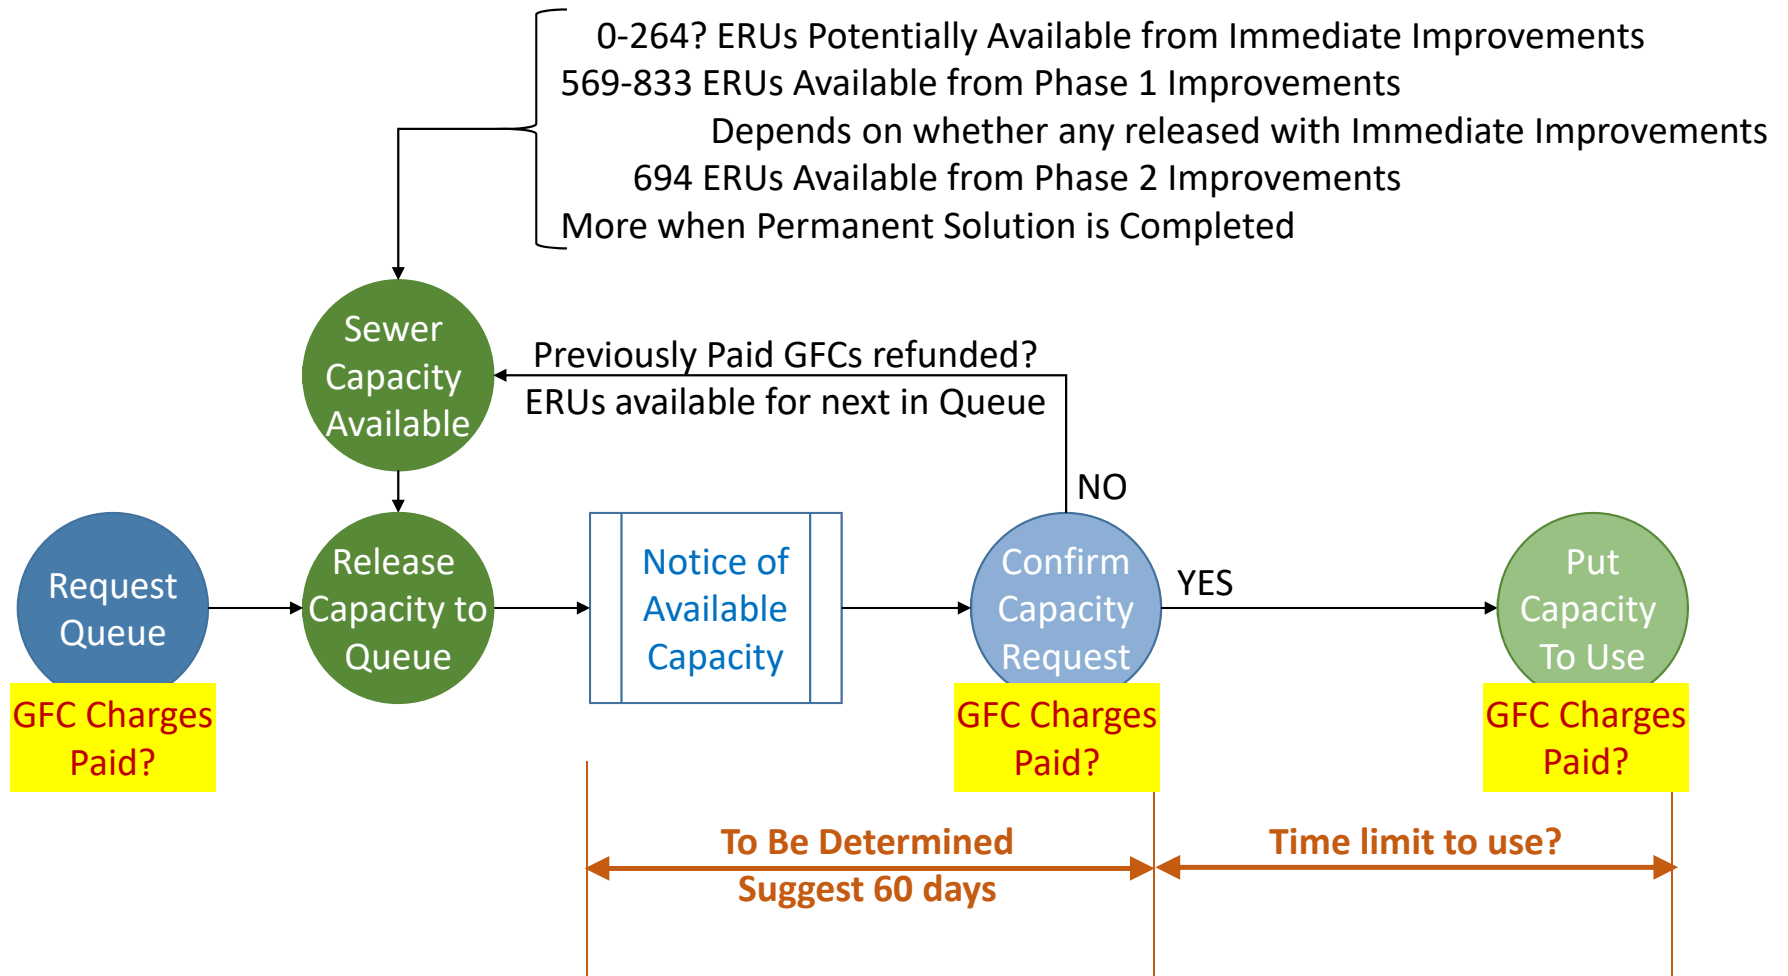 0-264? ERUs Potentially Available from Immediate Improvements
569-833 ERUs Available from Phase 1 Improvements
Depends on whether any released with Immediate Improvements
694 ERUs Available from Phase 2 Improvements
More when Permanent Solution is Completed
Sewer
Capacity
Available
Previously Paid GFCs refunded?
ERUs available for next in Queue
NO
Request
Queue
GFC Charges
Paid?
Release
Capacity to
Queue
Notice of
Available
Capacity
Confirm
Capacity
Request
GFC Charges
Paid?
YES
Put
Capacity
To Use
GFC Charges
Paid?
To Be Determined
Suggest 60 days
Time limit to use?